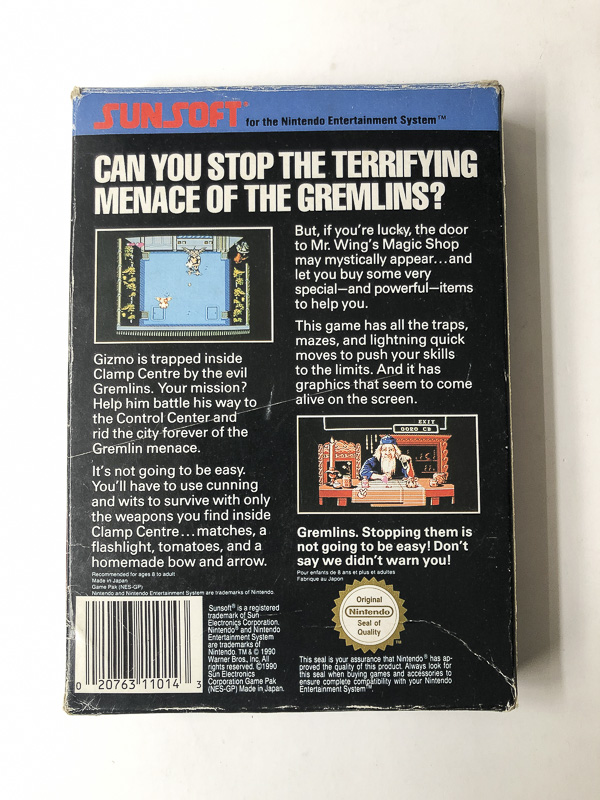 SUNSOFT® for the Nintendo Entertainment System™
CAN YOU STOP THE TERRIFYING
MENACE OF THE GREMLINS?
Gizmo is trapped inside
Clamp Centre by the evil
Gremlins. Your mission?
Help him battle his way to
the Control Center and
rid the city forever of the
Gremlin menace.
It's not going to be easy.
You'll have to use cunning
and wits to survive with only
the weapons you find inside
Clamp Centre...matches, a
flashlight, tomatoes, and a
homemade bow and arrow.
Recommended for ages 8 to adult
Made in Japan
Game Pak (NES-GP)
Nintendo and Nintendo Entertainment System are trademarks of Nintendo.
But, if you're lucky, the door
to Mr. Wing's Magic Shop
may mystically appear...and
let you buy some very
special—and powerful—items
to help you.
This game has all the traps,
mazes, and lightning quick
moves to push your skills
to the limits. And it has
graphics that seem to come
alive on the screen.
EXIT
Gremlins. Stopping them is
not going to be easy! Don't
say we didn't warn you!
Pour enfants de 8 ans et plus et adultes
Fabrique au Japon
0 20763 11014 3
Sunsoft® is a registered
trademark of Sun
Electronics Corporation.
Nintendo® and Nintendo
Entertainment System
are trademarks of
Nintendo. TM & © 1990
Warner Bros., Inc. All
rights reserved. ©1990
Sun Electronics
Corporation Game Pak
(NES-GP) Made in Japan.
Original
Nintendo
Seal of
Quality
TM
This seal is your assurance that Nintendo® has ap-
proved the quality of this product. Always look for
this seal when buying games and accessories to
ensure complete compatibility with your Nintendo
Entertainment System™